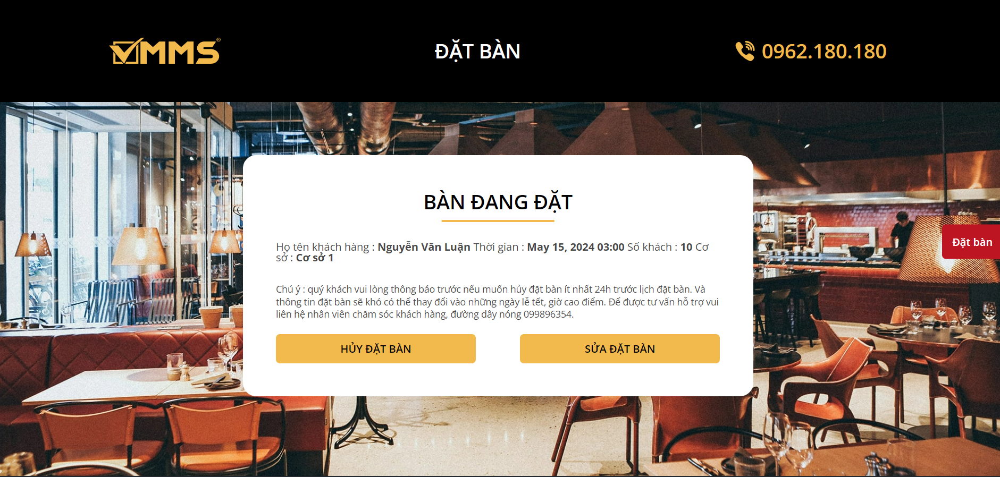 MMS®
ĐẶT BÀN
0962.180.180
BÀN ĐANG ĐẶT
Họ tên khách hàng : Nguyễn Văn Luận Thời gian : May 15, 2024 03:00 Số khách : 10 Cơ
sở : Cơ sở 1
Đặt bàn
Chú ý : quý khách vui lòng thông báo trước nếu muốn hủy đặt bàn ít nhất 24h trước lịch đặt bàn. Và
thông tin đặt bàn sẽ khó có thể thay đổi vào những ngày lễ tết, giờ cao điểm. Để được tư vấn hỗ trợ vui
liên hệ nhân viên chăm sóc khách hàng, đường dây nóng 099896354.
HỦY ĐẶT BÀN
SỬA ĐẶT BÀN